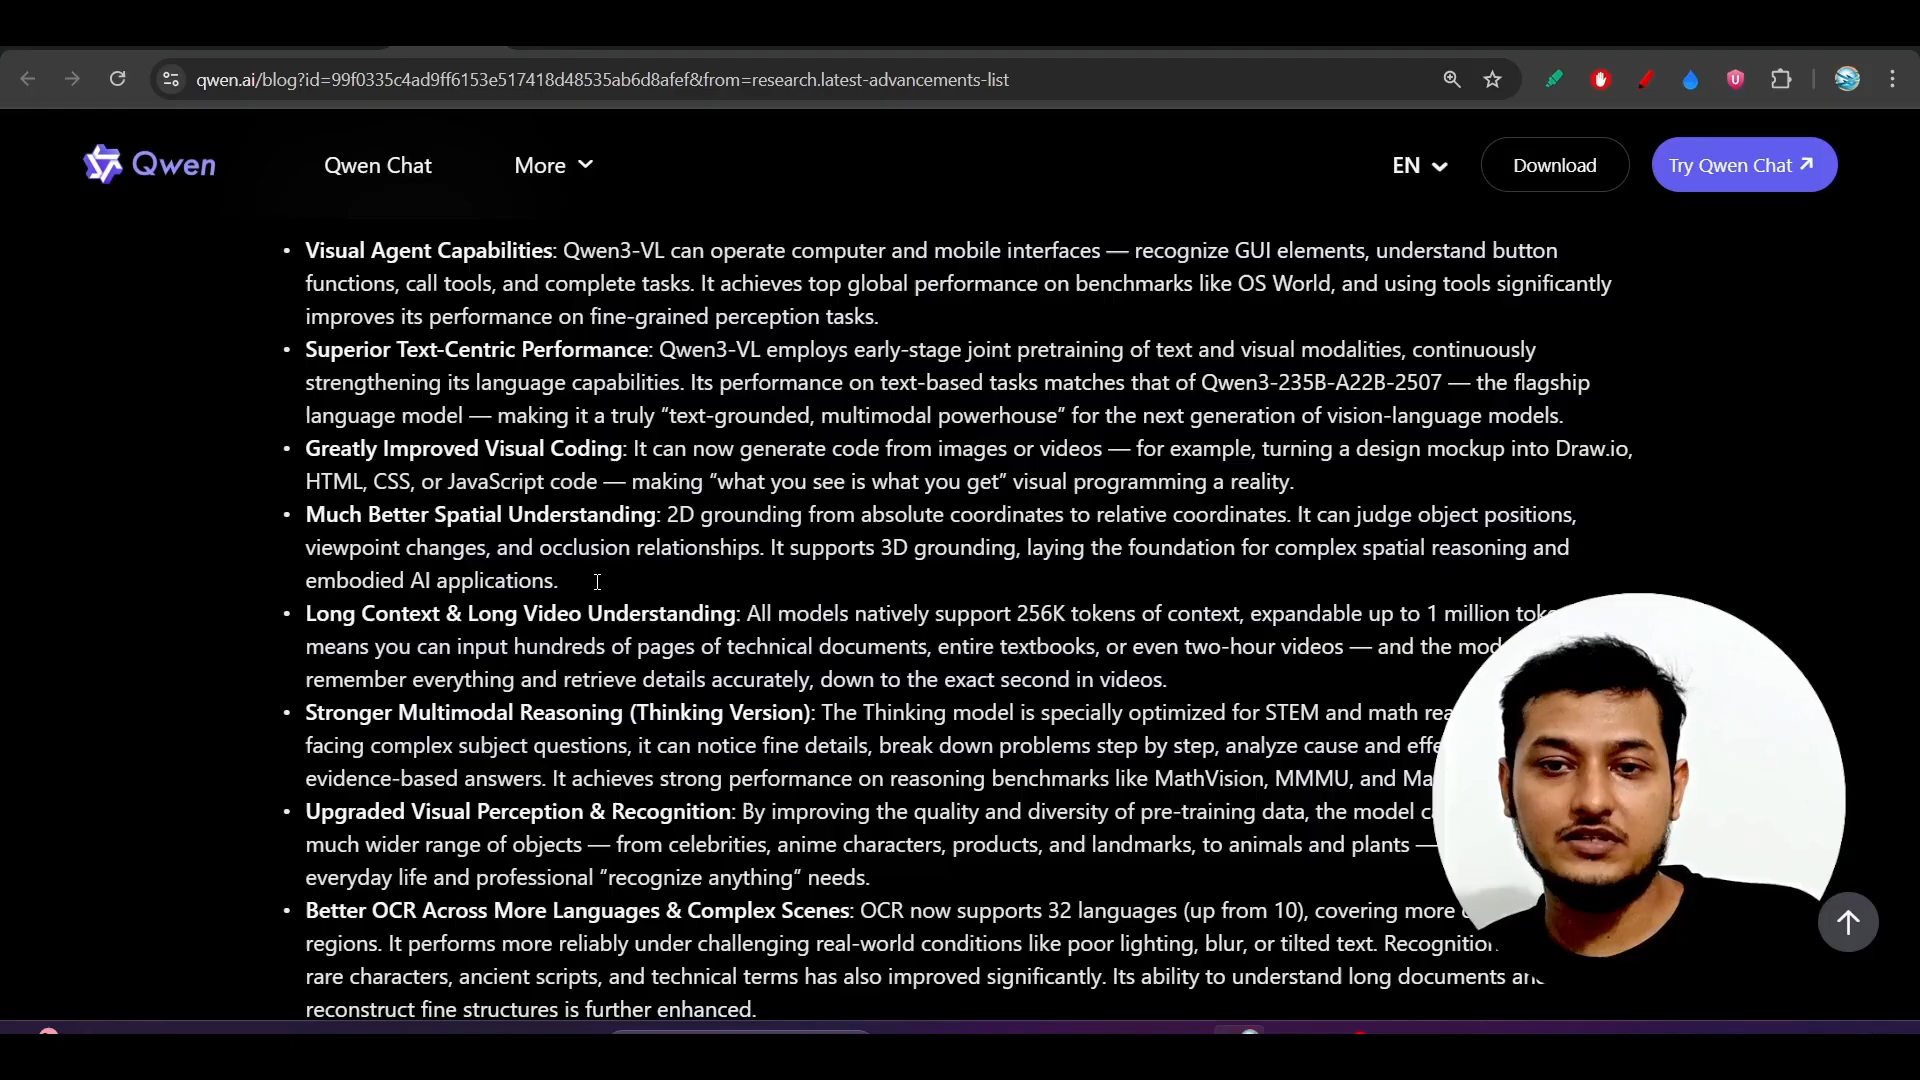 qwen.ai/blog?id=99f0335c4ad9ff6153e517418d48535ab6d8afef&from=research.latest-advancements-list
Qwen
Qwen Chat
More
EN
Download
Try Qwen Chat
• Visual Agent Capabilities: Qwen3-VL can operate computer and mobile interfaces — recognize GUI elements, understand button
functions, call tools, and complete tasks. It achieves top global performance on benchmarks like OS World, and using tools significantly
improves its performance on fine-grained perception tasks.
• Superior Text-Centric Performance: Qwen3-VL employs early-stage joint pretraining of text and visual modalities, continuously
strengthening its language capabilities. Its performance on text-based tasks matches that of Qwen3-235B-A22B-2507 — the flagship
language model — making it a truly “text-grounded, multimodal powerhouse” for the next generation of vision-language models.
• Greatly Improved Visual Coding: It can now generate code from images or videos — for example, turning a design mockup into Draw.io,
HTML, CSS, or JavaScript code — making “what you see is what you get” visual programming a reality.
• Much Better Spatial Understanding: 2D grounding from absolute coordinates to relative coordinates. It can judge object positions,
viewpoint changes, and occlusion relationships. It supports 3D grounding, laying the foundation for complex spatial reasoning and
embodied AI applications.
• Long Context & Long Video Understanding: All models natively support 256K tokens of context, expandable up to 1 million
means you can input hundreds of pages of technical documents, entire textbooks, or even two-hour videos — and the
remember everything and retrieve details accurately, down to the exact second in videos.
• Stronger Multimodal Reasoning (Thinking Version): The Thinking model is specially optimized for STEM and math
facing complex subject questions, it can notice fine details, break down problems step by step, analyze cause and
evidence-based answers. It achieves strong performance on reasoning benchmarks like MathVision, MMMU, and
• Upgraded Visual Perception & Recognition: By improving the quality and diversity of pre-training data, the model
much wider range of objects — from celebrities, anime characters, products, and landmarks, to animals and plants —
everyday life and professional “recognize anything” needs.
• Better OCR Across More Languages & Complex Scenes: OCR now supports 32 languages (up from 10), covering more
regions. It performs more reliably under challenging real-world conditions like poor lighting, blur, or tilted text. Recognition
rare characters, ancient scripts, and technical terms has also improved significantly. Its ability to understand long documents
reconstruct fine structures is further enhanced.